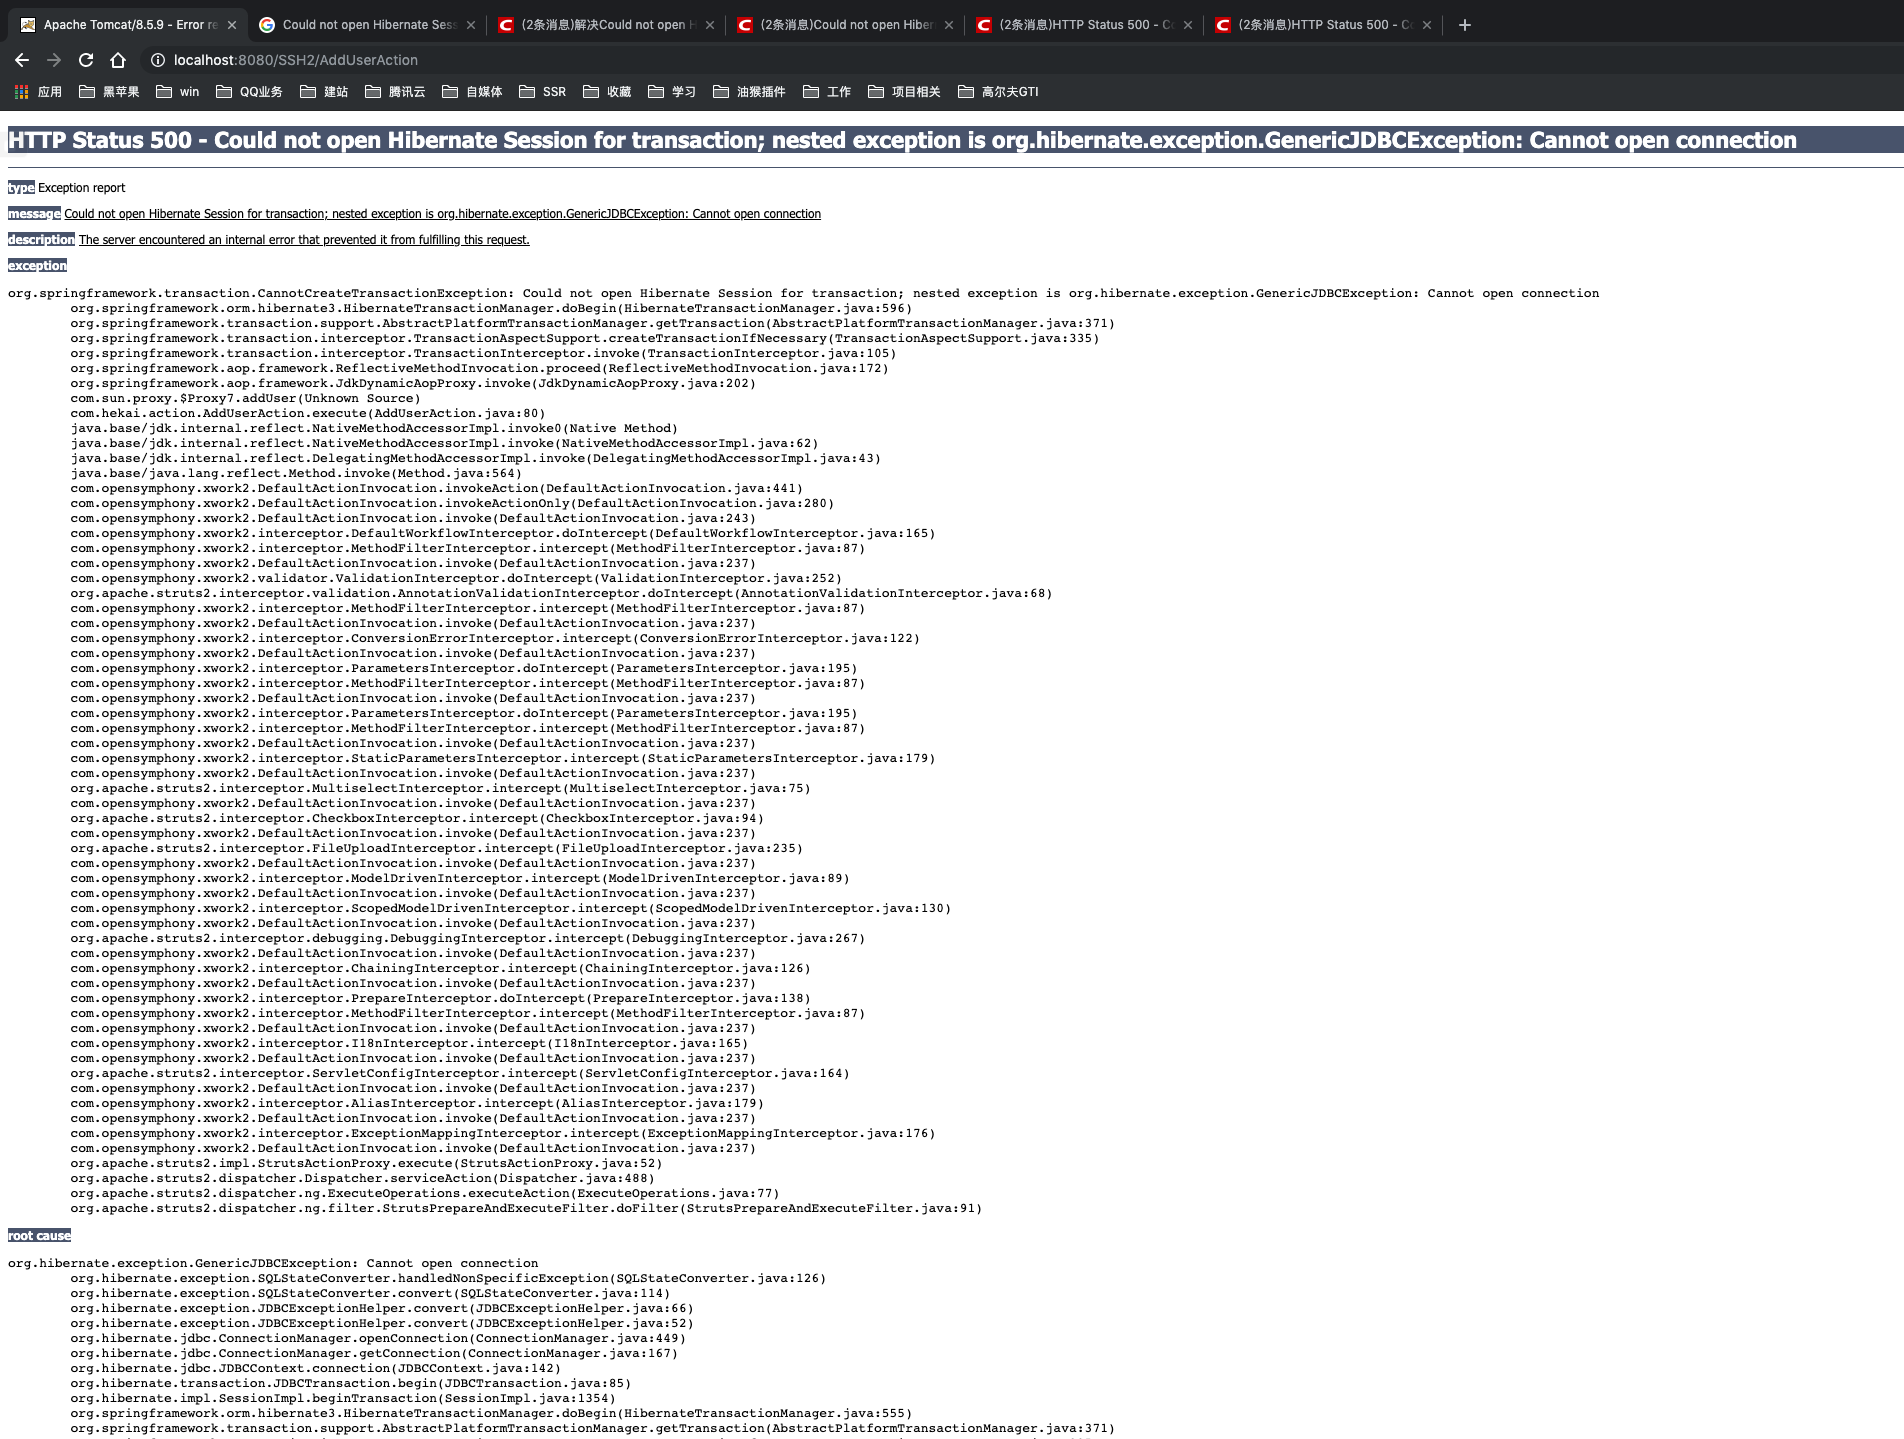 Apache Tomcat/8.5.9 - Error re
Could not open Hibernate Sess
(2条消息)解决Could not open H
(2条消息)Could not open Hiber
(2条消息)HTTP Status 500 - Co
(2条消息)HTTP Status 500 - Co
localhost:8080/SSH2/AddUserAction
应用 黑苹果 win QQ业务 建站 腾讯云 自媒体 SSR 收藏 学习 油猴插件 工作 项目相关 高尔夫GTI
HTTP Status 500 - Could not open Hibernate Session for transaction; nested exception is org.hibernate.exception.GenericJDBCException: Cannot open connection
type Exception report
message Could not open Hibernate Session for transaction; nested exception is org.hibernate.exception.GenericJDBCException: Cannot open connection
description The server encountered an internal error that prevented it from fulfilling this request.
exception
org.springframework.transaction.CannotCreateTransactionException: Could not open Hibernate Session for transaction; nested exception is org.hibernate.exception.GenericJDBCException: Cannot open connection
org.springframework.orm.hibernate3.HibernateTransactionManager.doBegin(HibernateTransactionManager.java:596)
org.springframework.transaction.support.AbstractPlatformTransactionManager.getTransaction(AbstractPlatformTransactionManager.java:371)
org.springframework.transaction.interceptor.TransactionAspectSupport.createTransactionIfNecessary(TransactionAspectSupport.java:335)
org.springframework.transaction.interceptor.TransactionInterceptor.invoke(TransactionInterceptor.java:105)
org.springframework.aop.framework.ReflectiveMethodInvocation.proceed(ReflectiveMethodInvocation.java:172)
org.springframework.aop.framework.JdkDynamicAopProxy.invoke(JdkDynamicAopProxy.java:202)
com.sun.proxy.$Proxy7.addUser(Unknown Source)
com.hekai.action.AddUserAction.execute(AddUserAction.java:80)
java.base/jdk.internal.reflect.NativeMethodAccessorImpl.invoke0(Native Method)
java.base/jdk.internal.reflect.NativeMethodAccessorImpl.invoke(NativeMethodAccessorImpl.java:62)
java.base/jdk.internal.reflect.DelegatingMethodAccessorImpl.invoke(DelegatingMethodAccessorImpl.java:43)
java.base/java.lang.reflect.Method.invoke(Method.java:564)
com.opensymphony.xwork2.DefaultActionInvocation.invokeAction(DefaultActionInvocation.java:441)
com.opensymphony.xwork2.DefaultActionInvocation.invokeActionOnly(DefaultActionInvocation.java:280)
com.opensymphony.xwork2.DefaultActionInvocation.invoke(DefaultActionInvocation.java:243)
com.opensymphony.xwork2.interceptor.DefaultWorkflowInterceptor.doIntercept(DefaultWorkflowInterceptor.java:165)
com.opensymphony.xwork2.interceptor.MethodFilterInterceptor.intercept(MethodFilterInterceptor.java:87)
com.opensymphony.xwork2.DefaultActionInvocation.invoke(DefaultActionInvocation.java:237)
com.opensymphony.xwork2.validator.ValidationInterceptor.doIntercept(ValidationInterceptor.java:252)
org.apache.struts2.interceptor.validation.AnnotationValidationInterceptor.doIntercept(AnnotationValidationInterceptor.java:68)
com.opensymphony.xwork2.interceptor.MethodFilterInterceptor.intercept(MethodFilterInterceptor.java:87)
com.opensymphony.xwork2.DefaultActionInvocation.invoke(DefaultActionInvocation.java:237)
com.opensymphony.xwork2.interceptor.ConversionErrorInterceptor.intercept(ConversionErrorInterceptor.java:122)
com.opensymphony.xwork2.DefaultActionInvocation.invoke(DefaultActionInvocation.java:237)
com.opensymphony.xwork2.interceptor.ParametersInterceptor.doIntercept(ParametersInterceptor.java:195)
com.opensymphony.xwork2.interceptor.MethodFilterInterceptor.intercept(MethodFilterInterceptor.java:87)
com.opensymphony.xwork2.DefaultActionInvocation.invoke(DefaultActionInvocation.java:237)
com.opensymphony.xwork2.interceptor.ParametersInterceptor.doIntercept(ParametersInterceptor.java:195)
com.opensymphony.xwork2.interceptor.MethodFilterInterceptor.intercept(MethodFilterInterceptor.java:87)
com.opensymphony.xwork2.DefaultActionInvocation.invoke(DefaultActionInvocation.java:237)
com.opensymphony.xwork2.interceptor.StaticParametersInterceptor.intercept(StaticParametersInterceptor.java:179)
com.opensymphony.xwork2.DefaultActionInvocation.invoke(DefaultActionInvocation.java:237)
org.apache.struts2.interceptor.MultiselectInterceptor.intercept(MultiselectInterceptor.java:75)
com.opensymphony.xwork2.DefaultActionInvocation.invoke(DefaultActionInvocation.java:237)
org.apache.struts2.interceptor.CheckboxInterceptor.intercept(CheckboxInterceptor.java:94)
com.opensymphony.xwork2.DefaultActionInvocation.invoke(DefaultActionInvocation.java:237)
org.apache.struts2.interceptor.FileUploadInterceptor.intercept(FileUploadInterceptor.java:235)
com.opensymphony.xwork2.DefaultActionInvocation.invoke(DefaultActionInvocation.java:237)
com.opensymphony.xwork2.interceptor.ModelDrivenInterceptor.intercept(ModelDrivenInterceptor.java:89)
com.opensymphony.xwork2.DefaultActionInvocation.invoke(DefaultActionInvocation.java:237)
com.opensymphony.xwork2.interceptor.ScopedModelDrivenInterceptor.intercept(ScopedModelDrivenInterceptor.java:130)
com.opensymphony.xwork2.DefaultActionInvocation.invoke(DefaultActionInvocation.java:237)
org.apache.struts2.interceptor.debugging.DebuggingInterceptor.intercept(DebuggingInterceptor.java:267)
com.opensymphony.xwork2.DefaultActionInvocation.invoke(DefaultActionInvocation.java:237)
com.opensymphony.xwork2.interceptor.ChainingInterceptor.intercept(ChainingInterceptor.java:126)
com.opensymphony.xwork2.DefaultActionInvocation.invoke(DefaultActionInvocation.java:237)
com.opensymphony.xwork2.interceptor.PrepareInterceptor.doIntercept(PrepareInterceptor.java:138)
com.opensymphony.xwork2.interceptor.MethodFilterInterceptor.intercept(MethodFilterInterceptor.java:87)
com.opensymphony.xwork2.DefaultActionInvocation.invoke(DefaultActionInvocation.java:237)
com.opensymphony.xwork2.interceptor.I18nInterceptor.intercept(I18nInterceptor.java:165)
com.opensymphony.xwork2.DefaultActionInvocation.invoke(DefaultActionInvocation.java:237)
org.apache.struts2.interceptor.ServletConfigInterceptor.intercept(ServletConfigInterceptor.java:164)
com.opensymphony.xwork2.DefaultActionInvocation.invoke(DefaultActionInvocation.java:237)
com.opensymphony.xwork2.interceptor.AliasInterceptor.intercept(AliasInterceptor.java:179)
com.opensymphony.xwork2.DefaultActionInvocation.invoke(DefaultActionInvocation.java:237)
com.opensymphony.xwork2.interceptor.ExceptionMappingInterceptor.intercept(ExceptionMappingInterceptor.java:176)
com.opensymphony.xwork2.DefaultActionInvocation.invoke(DefaultActionInvocation.java:237)
org.apache.struts2.impl.StrutsActionProxy.execute(StrutsActionProxy.java:52)
org.apache.struts2.dispatcher.Dispatcher.serviceAction(Dispatcher.java:488)
org.apache.struts2.dispatcher.ng.ExecuteOperations.executeAction(ExecuteOperations.java:77)
org.apache.struts2.dispatcher.ng.filter.StrutsPrepareAndExecuteFilter.doFilter(StrutsPrepareAndExecuteFilter.java:91)
root cause
org.hibernate.exception.GenericJDBCException: Cannot open connection
org.hibernate.exception.SQLStateConverter.handledNonSpecificException(SQLStateConverter.java:126)
org.hibernate.exception.SQLStateConverter.convert(SQLStateConverter.java:114)
org.hibernate.exception.JDBCExceptionHelper.convert(JDBCExceptionHelper.java:66)
org.hibernate.exception.JDBCExceptionHelper.convert(JDBCExceptionHelper.java:52)
org.hibernate.jdbc.ConnectionManager.openConnection(ConnectionManager.java:449)
org.hibernate.jdbc.ConnectionManager.getConnection(ConnectionManager.java:167)
org.hibernate.jdbc.JDBCContext.connection(JDBCContext.java:142)
org.hibernate.transaction.JDBCTransaction.begin(JDBCTransaction.java:85)
org.hibernate.impl.SessionImpl.beginTransaction(SessionImpl.java:1354)
org.springframework.orm.hibernate3.HibernateTransactionManager.doBegin(HibernateTransactionManager.java:555)
org.springframework.transaction.support.AbstractPlatformTransactionManager.getTransaction(AbstractPlatformTransactionManager.java:371)